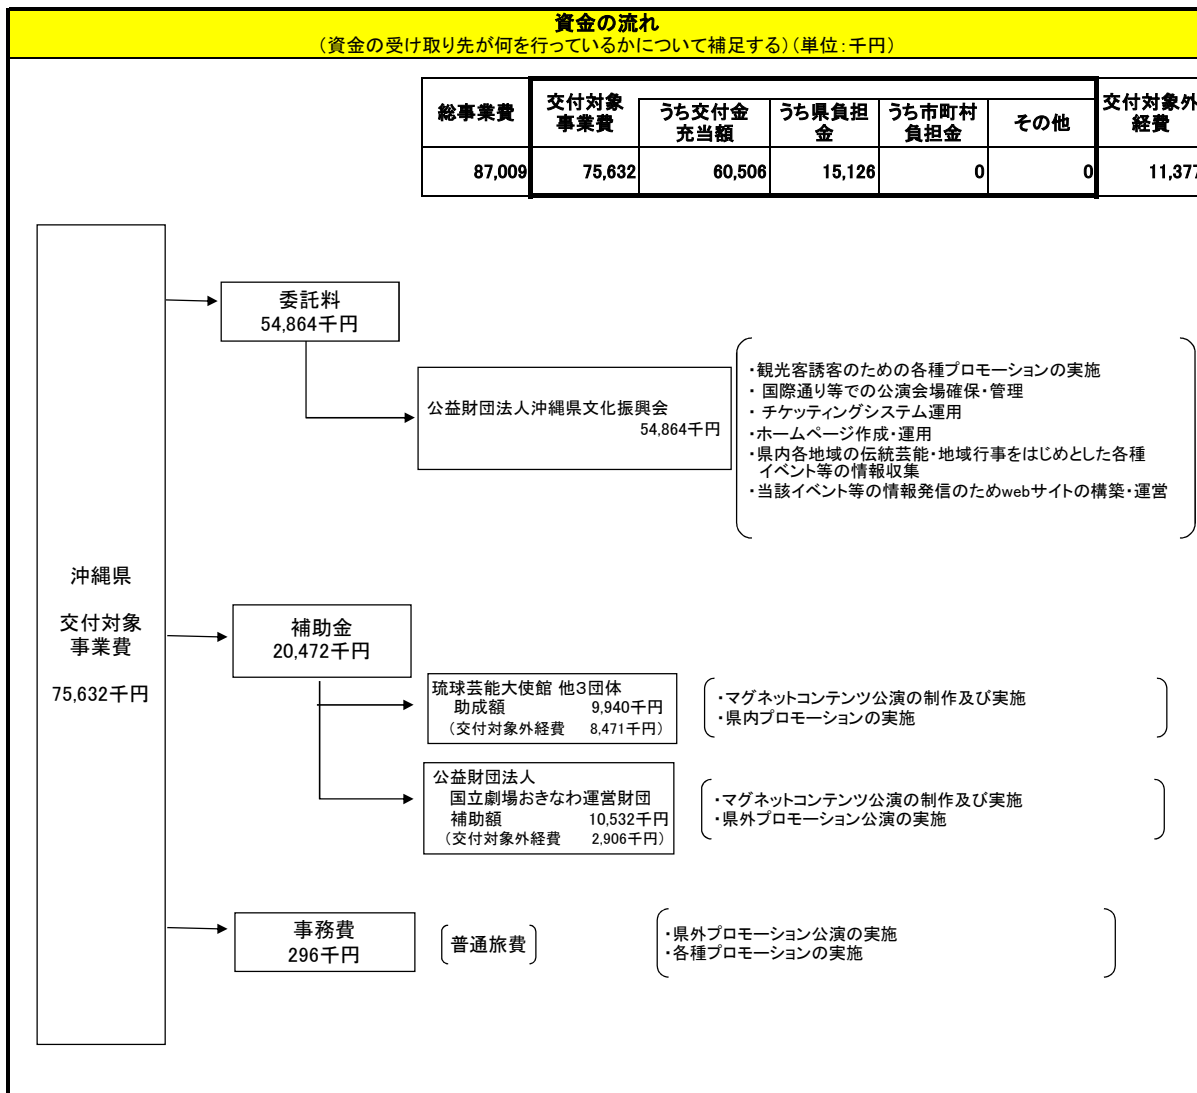 資金の流れ
（資金の受け取り先が何を行っているかについて補足する）（単位：千円）
総事業費
交付対象
事業費
うち交付金
充当額
うち県負担
金
うち市町村
負担金
その他
交付対象外
経費
87,009 75,632 60,506 15,126 0 0 11,377
委託料
54,864千円
公益財団法人沖縄県文化振興会
54,864千円
・観光客誘客のための各種プロモーションの実施
・ 国際通り等での公演会場確保・管理
・ チケッティングシステム運用
・ホームページ作成・運用
・県内各地域の伝統芸能・地域行事をはじめとした各種
イベント等の情報収集
・当該イベント等の情報発信のためwebサイトの構築・運営
沖縄県
交付対象
事業費
75,632千円
補助金
20,472千円
琉球芸能大使館 他３団体
助成額 9,940千円
（交付対象外経費 8,471千円）
・マグネットコンテンツ公演の制作及び実施
・県内プロモーションの実施
公益財団法人
国立劇場おきなわ運営財団
補助額 10,532千円
（交付対象外経費 2,906千円）
・マグネットコンテンツ公演の制作及び実施
・県外プロモーション公演の実施
事務費
296千円
普通旅費
・県外プロモーション公演の実施
・各種プロモーションの実施